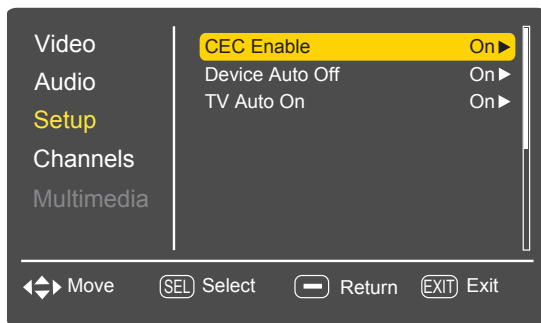 Video
Audio
Setup
Channels
Multimedia
CEC Enable On
Device Auto Off On
TV Auto On On
Move SEL Select Return EXIT Exit